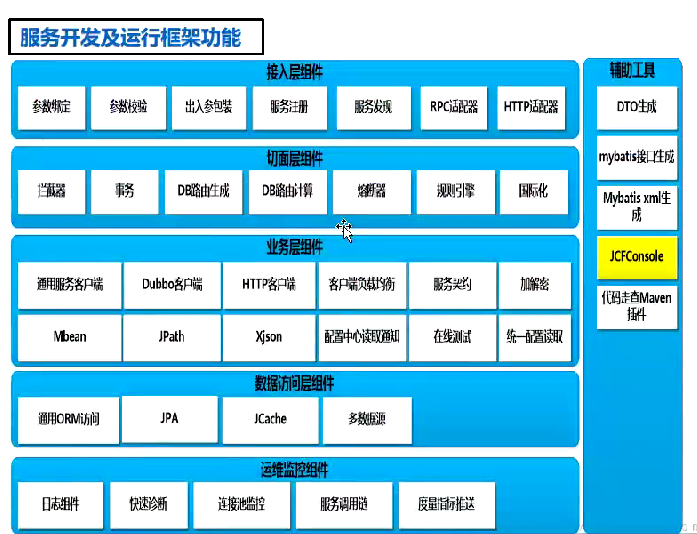 服务开发及运行框架功能
接入层组件
参数绑定
参数校验
出入参包装
服务注册
服务发现
RPC适配器
HTTP适配器
切面层组件
拦截器
事务
DB路由生成
DB路由计算
熔断器
规则引擎
国际化
业务层组件
通用服务客户端
Dubbo客户端
HTTP客户端
客户端负载均衡
服务契约
加解密
Mbean
JPath
Xjson
配置中心读取通知
在线测试
统一配置读取
数据访问层组件
通用ORM访问
JPA
JCache
多数据源
运维监控组件
日志组件
快速诊断
连接池监控
服务调用链
度量指标推送
辅助工具
DTO生成
mybatis接口生成
Mybatis xml生
成
JCFConsole
代码走查Maven
插件